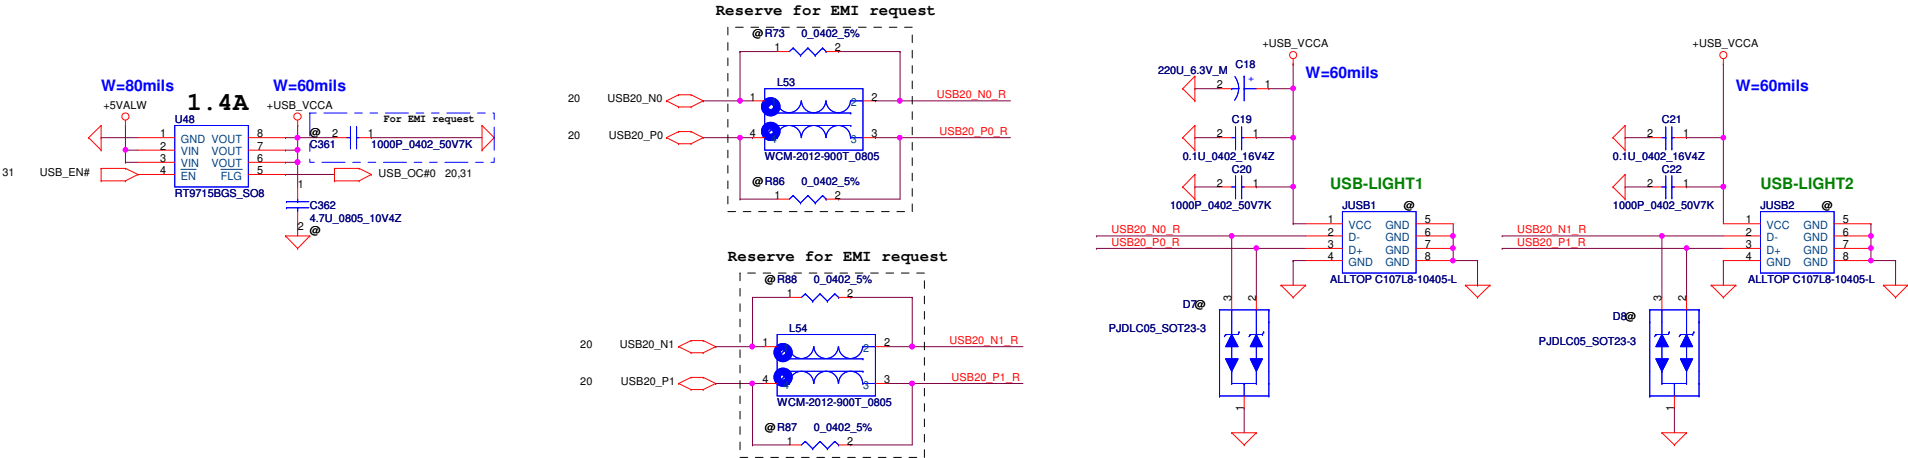 W=80mils
+5VALW
1.4A
W=60mils
+USB_VCCA
For EMI request
U48
1 GND VOUT 8
2 VIN VOUT 7
3 VIN VOUT 6
4 EN FLG 5
RT9715BGS_SO8
31 USB_EN#
@ 2 1
C361 1000P_0402_50V7K
USB_OC#0 20,31
1
C362
4.7U_0805_10V4Z
2 @
Reserve for EMI request
@ R73 0_0402_5%
1 2
L53
20 USB20_N0 1 2 2 USB20_N0_R
20 USB20_P0 4 3 3 USB20_P0_R
WCM-2012-900T_0805
@ R86 0_0402_5%
1 2
Reserve for EMI request
@ R88 0_0402_5%
1 2
L54
20 USB20_N1 1 2 2 USB20_N1_R
20 USB20_P1 4 3 3 USB20_P1_R
WCM-2012-900T_0805
@ R87 0_0402_5%
1 2
+USB_VCCA
C18
220U_6.3V_M
2 + 1
W=60mils
C19
2 1
0.1U_0402_16V4Z
C20
2 1
1000P_0402_50V7K
USB-LIGHT1
JUSB1 @
1 VCC GND 5
USB20_N0_R 2 D- GND 6
USB20_P0_R 3 D+ GND 7
4 GND GND 8
ALLTOP C107L8-10405-L
D7@
3 2
PJDLC05_SOT23-3
1
+USB_VCCA
W=60mils
C21
2 1
0.1U_0402_16V4Z
C22
2 1
1000P_0402_50V7K
USB-LIGHT2
JUSB2 @
1 VCC GND 5
USB20_N1_R 2 D- GND 6
USB20_P1_R 3 D+ GND 7
4 GND GND 8
ALLTOP C107L8-10405-L
D8@
3 2
PJDLC05_SOT23-3
1